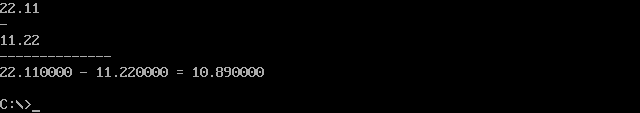 22.11
-
11.22
--------------
22.110000 - 11.220000 = 10.890000
C:\>_